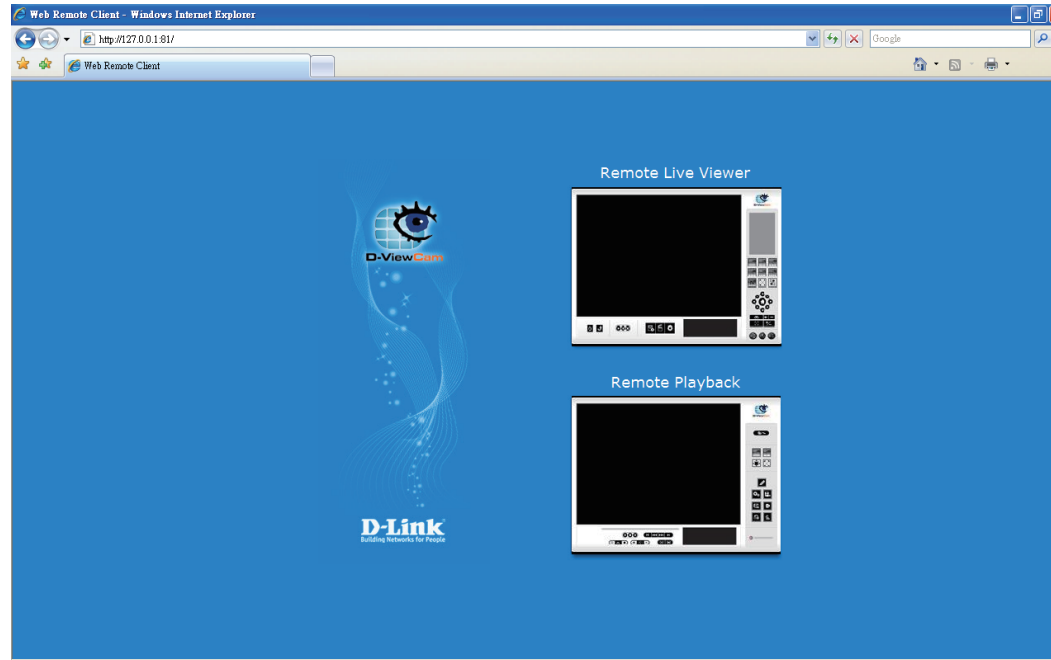 Web Remote Client - Windows Internet Explorer
http://127.0.0.1:81/
Google
Web Remote Client
Remote Live Viewer
D-ViewCam
Remote Playback
D-Link
Building Networks for People